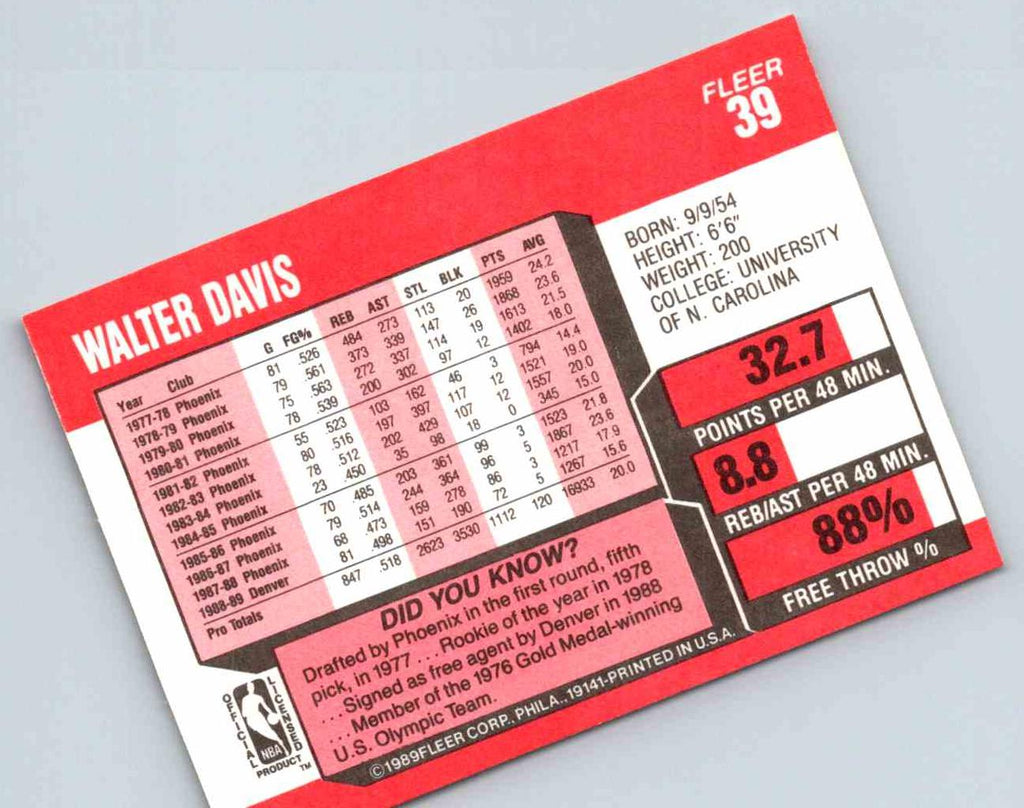 FLEER
39
WALTER DAVIS
Year Club G FG% REB AST STL BLK PTS AVG
1977-78 Phoenix 81 .526 484 273 113 20 1959 24.2
1978-79 Phoenix 79 .561 373 339 147 26 1868 23.6
1979-80 Phoenix 75 .563 272 337 114 19 1613 21.5
1980-81 Phoenix 78 .539 200 302 97 12 1402 18.0
1981-82 Phoenix 55 .523 103 162 46 3 794 14.4
1982-83 Phoenix 80 .516 197 397 117 12 1521 19.0
1983-84 Phoenix 78 .512 202 429 107 12 1557 20.0
1984-85 Phoenix 23 .450 35 98 18 0 345 15.0
1985-86 Phoenix 70 .485 203 361 99 3 1523 21.8
1986-87 Phoenix 79 .514 244 364 96 5 1867 23.6
1987-88 Phoenix 68 .473 159 278 86 3 1217 17.9
1988-89 Denver 81 .498 151 190 72 5 1267 15.6
Pro Totals 847 .518 2623 3530 1112 120 16933 20.0
BORN: 9/9/54
HEIGHT: 6'6"
WEIGHT: 200
COLLEGE: UNIVERSITY
OF N. CAROLINA
32.7
POINTS PER 48 MIN.
8.8
REB/AST PER 48 MIN.
88%
FREE THROW %
DID YOU KNOW?
Drafted by Phoenix in the first round, fifth
pick, in 1977 ... Rookie of the year in 1978
... Signed as free agent by Denver in 1988
... Member of the 1976 Gold Medal-winning
U.S. Olympic Team.
OFFICIAL LICENSED
NBA
PRODUCT TM
©1989 FLEER CORP., PHILA., 19141-PRINTED IN U.S.A.